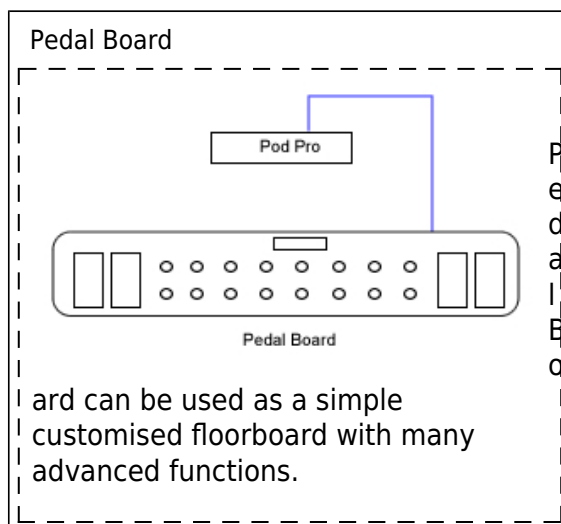 Pedal Board
Pod Pro
Pedal Board
P
e
d
a
l
B
o
ard can be used as a simple
customised floorboard with many
advanced functions.